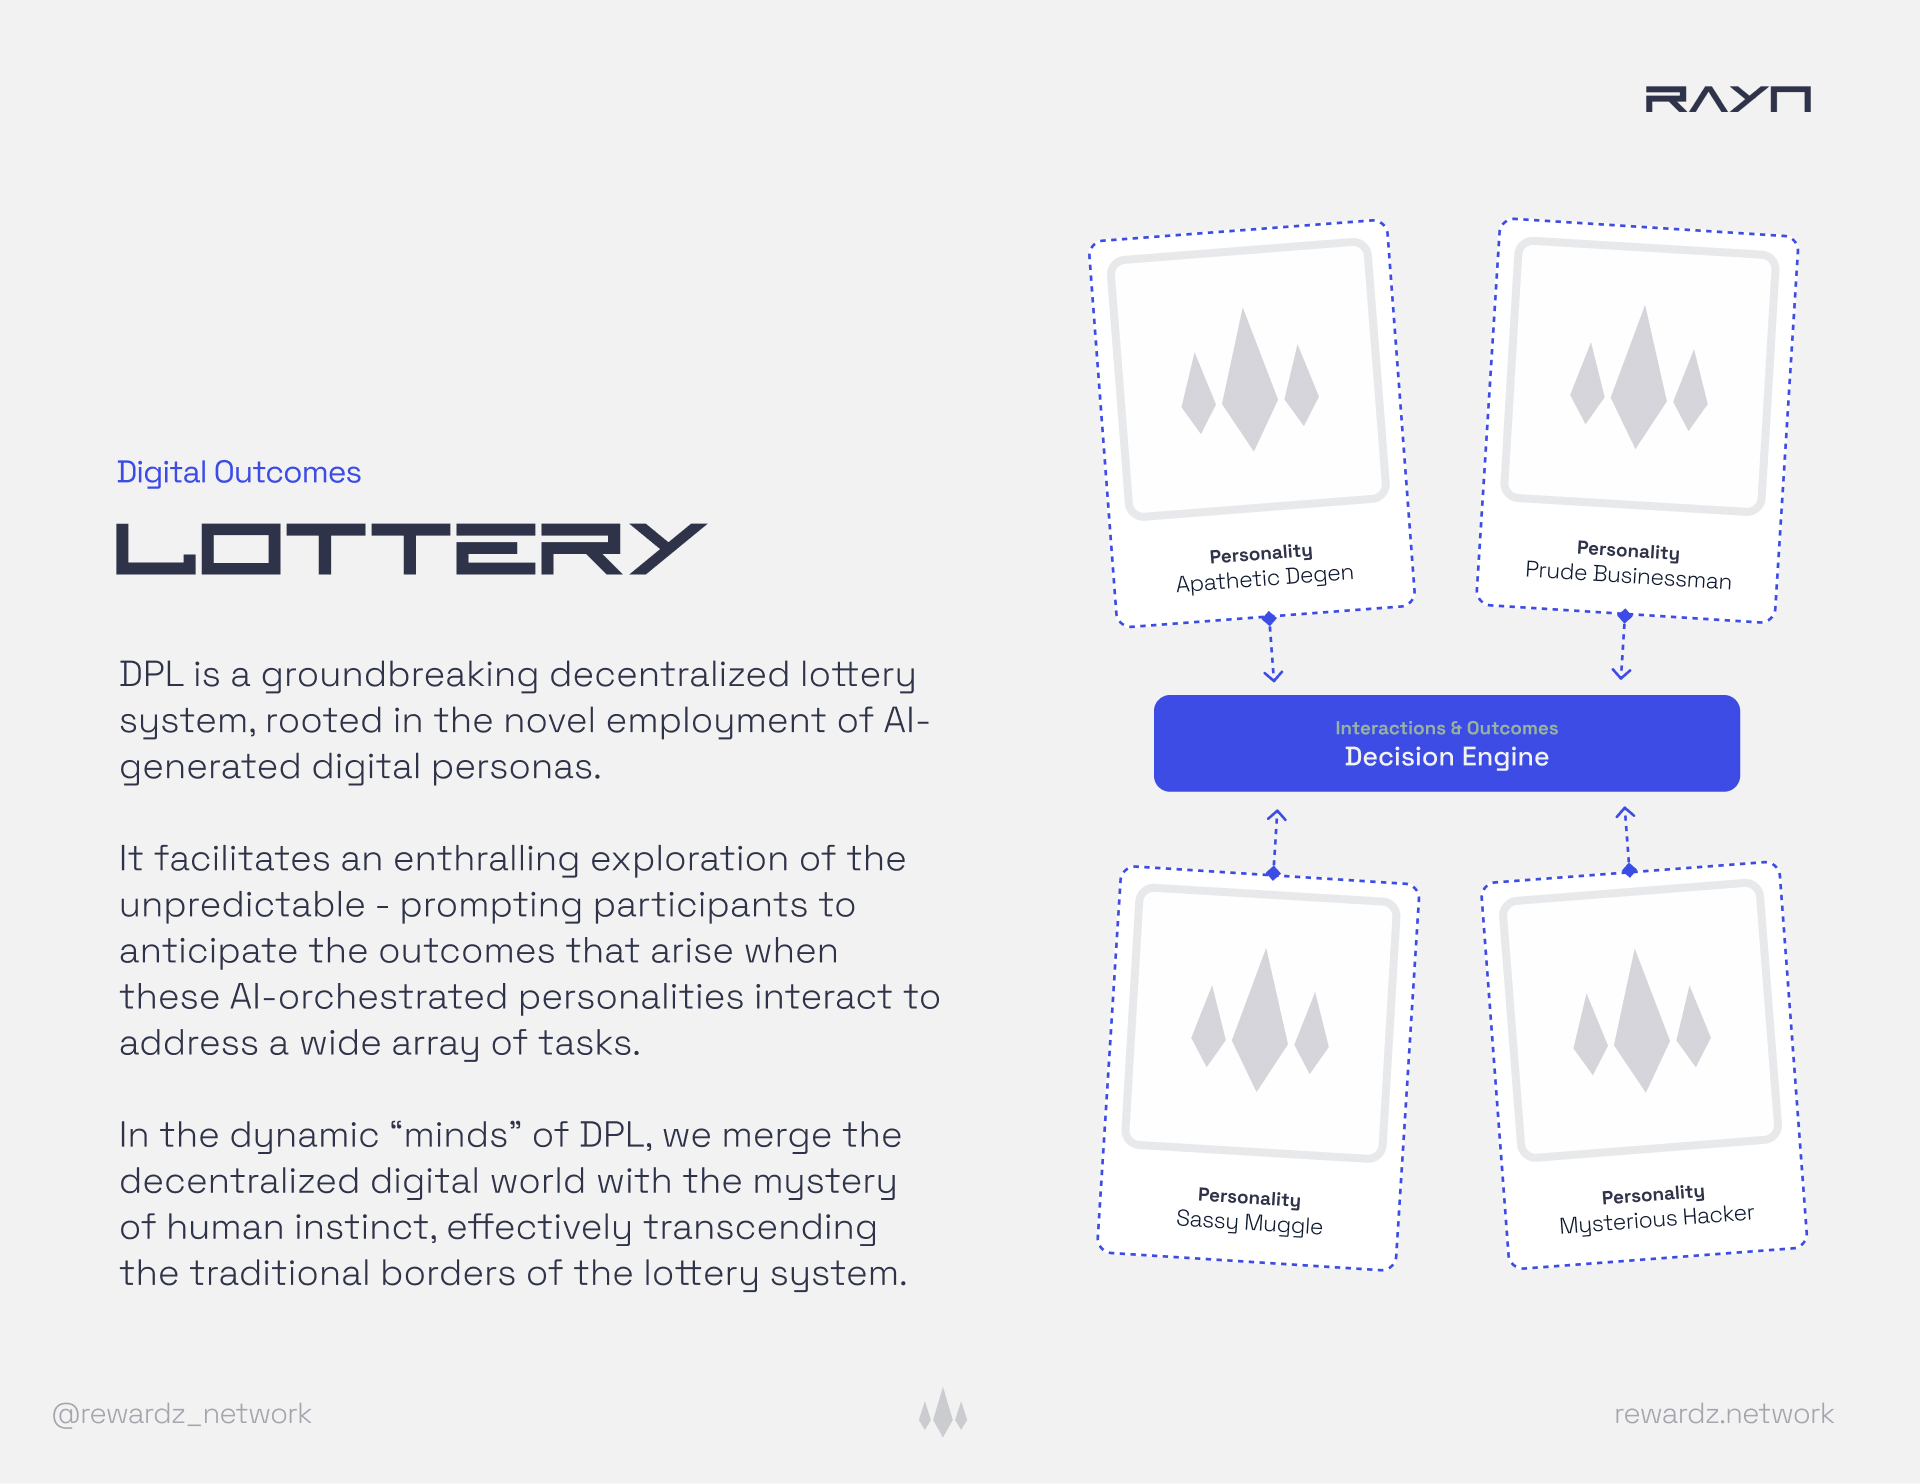 RAYN
Digital Outcomes
LOTTERY
DPL is a groundbreaking decentralized lottery
system, rooted in the novel employment of AI-
generated digital personas.
It facilitates an enthralling exploration of the
unpredictable - prompting participants to
anticipate the outcomes that arise when
these AI-orchestrated personalities interact to
address a wide array of tasks.
In the dynamic “minds” of DPL, we merge the
decentralized digital world with the mystery
of human instinct, effectively transcending
the traditional borders of the lottery system.
Personality
Apathetic Degen
Personality
Prude Businessman
Interactions & Outcomes
Decision Engine
Personality
Sassy Muggle
Personality
Mysterious Hacker
@rewardz_network
rewardz.network